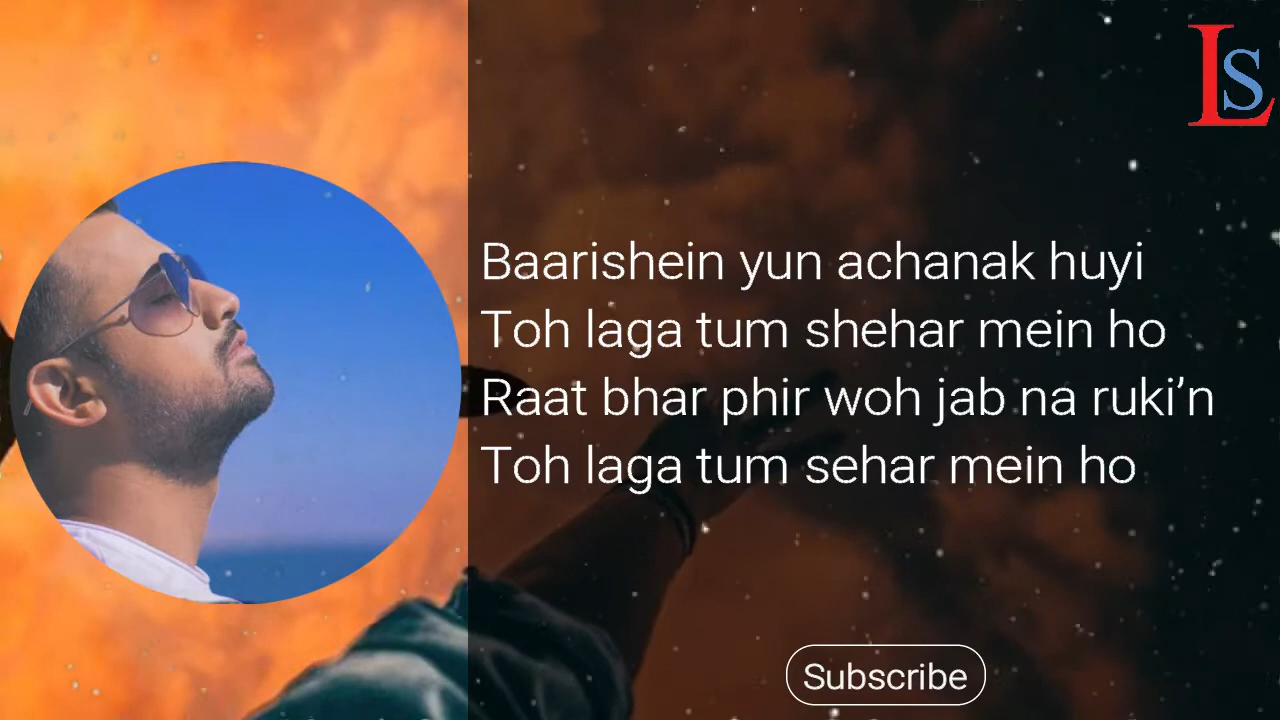 LS
Baarishein yun achanak huyi
Toh laga tum shehar mein ho
Raat bhar phir woh jab na ruki’n
Toh laga tum sehar mein ho
Subscribe